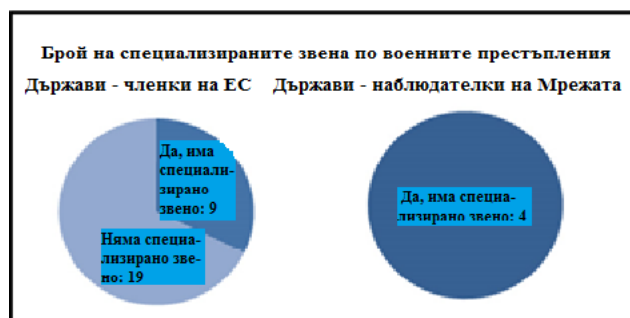 Брой на специализираните звена по военните престъпления
Държави - членки на ЕС Държави - наблюдателки на Мрежата
Да, има
специали-
зирано
звено: 9
Няма специа-
лизирано зве-
но: 19
Да, има специа-
лизирано звено: 4